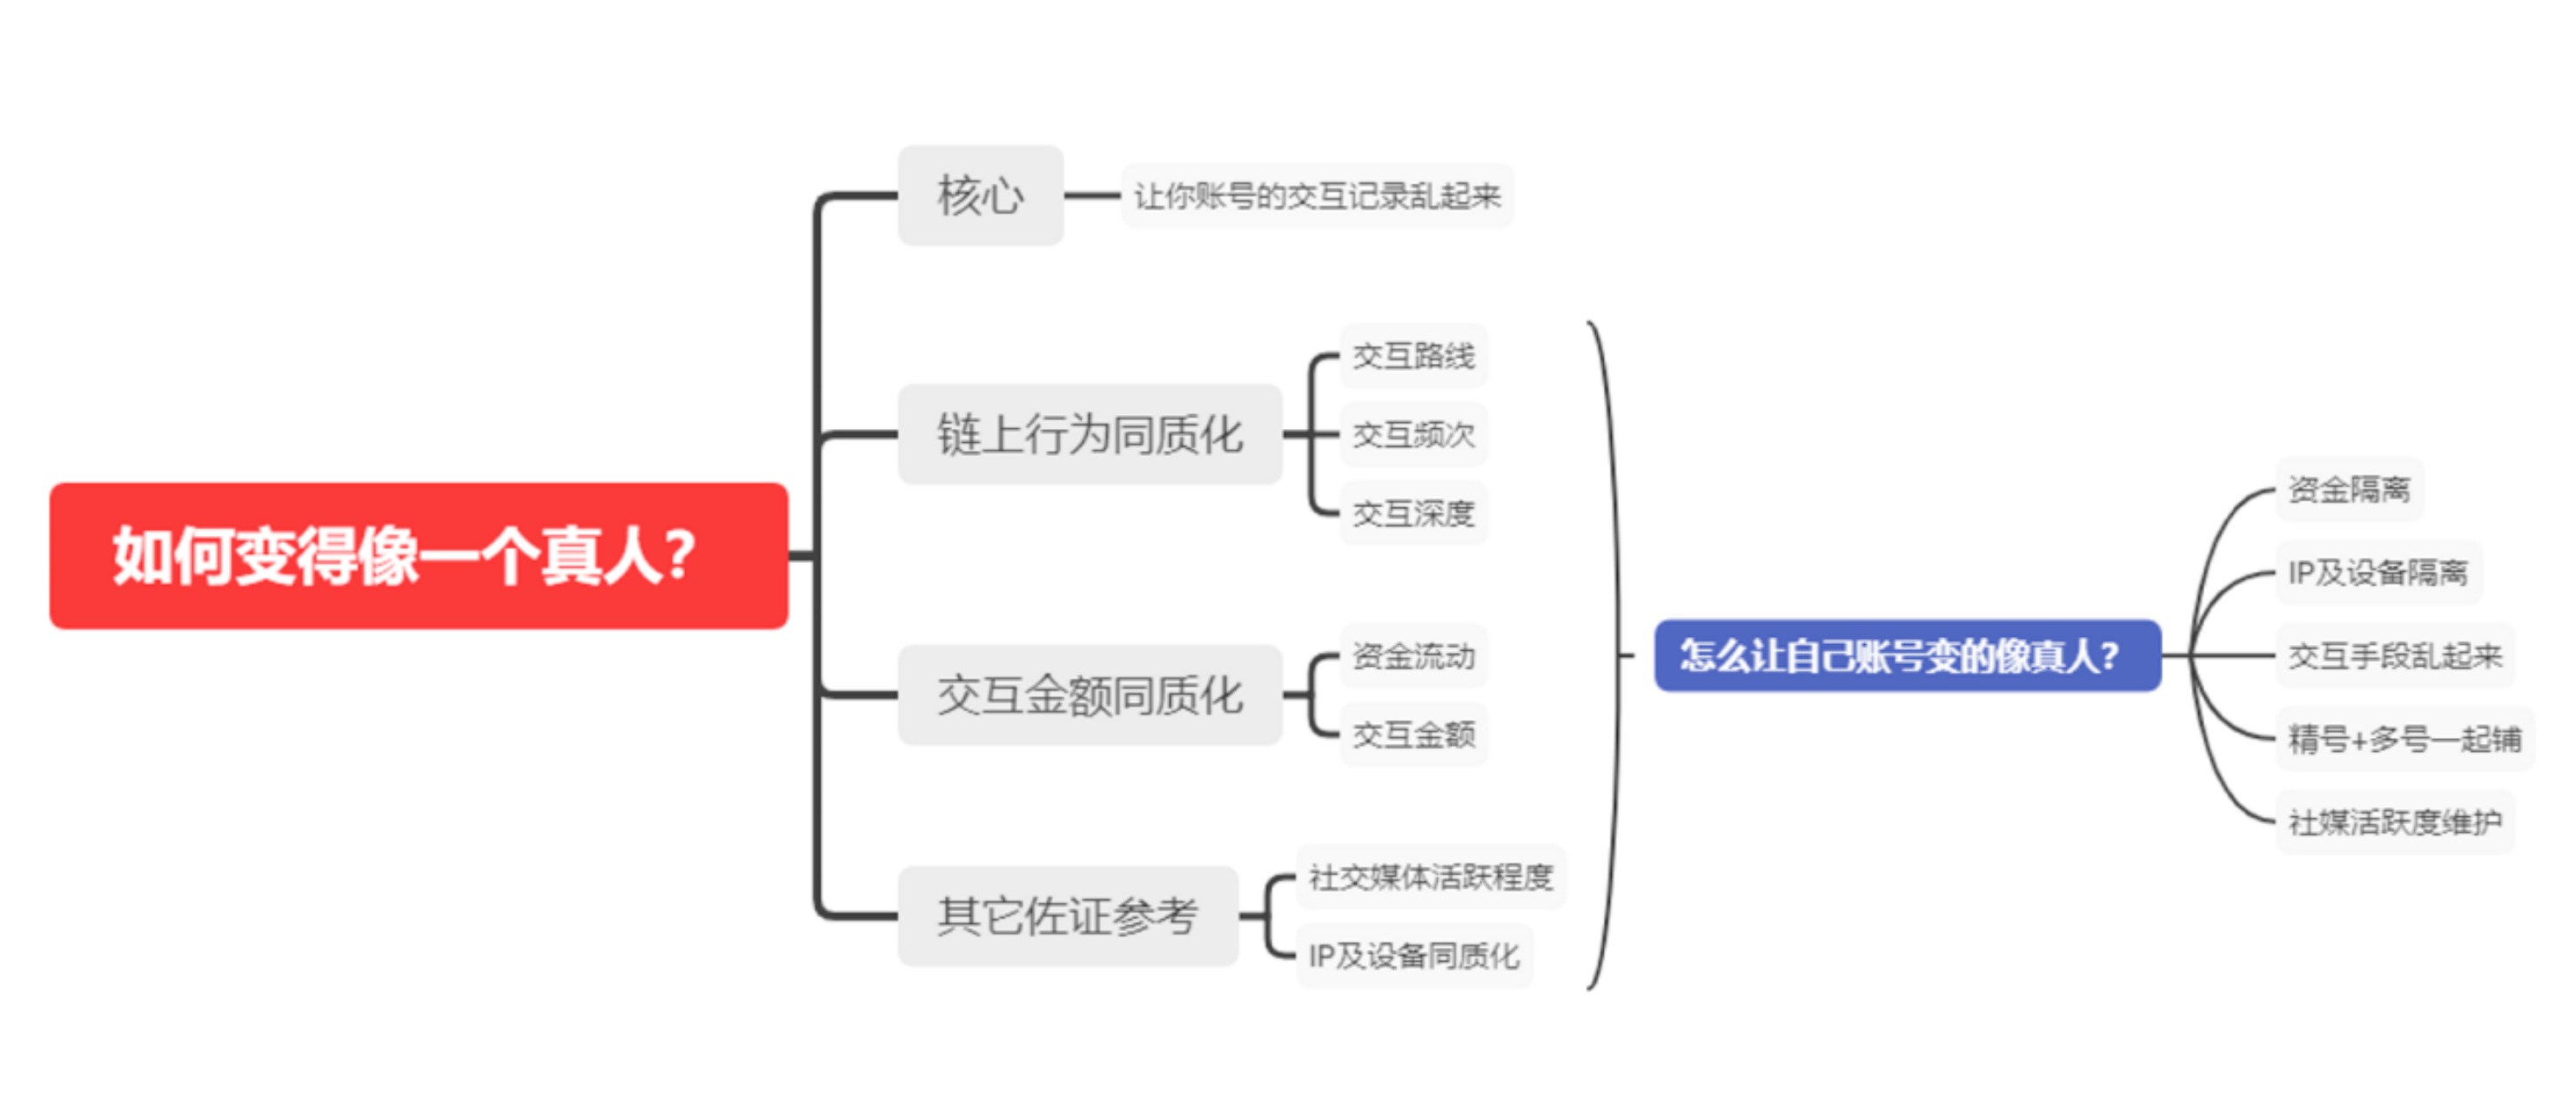 如何变得像一个真人?
核心
让你账号的交互记录乱起来
链上行为同质化
交互路线
交互频次
交互深度
交互金额同质化
资金流动
交互金额
其它佐证参考
社交媒体活跃程度
IP及设备同质化
怎么让自己账号变的像真人?
资金隔离
IP及设备隔离
交互手段乱起来
精号+多号一起铺
社媒活跃度维护